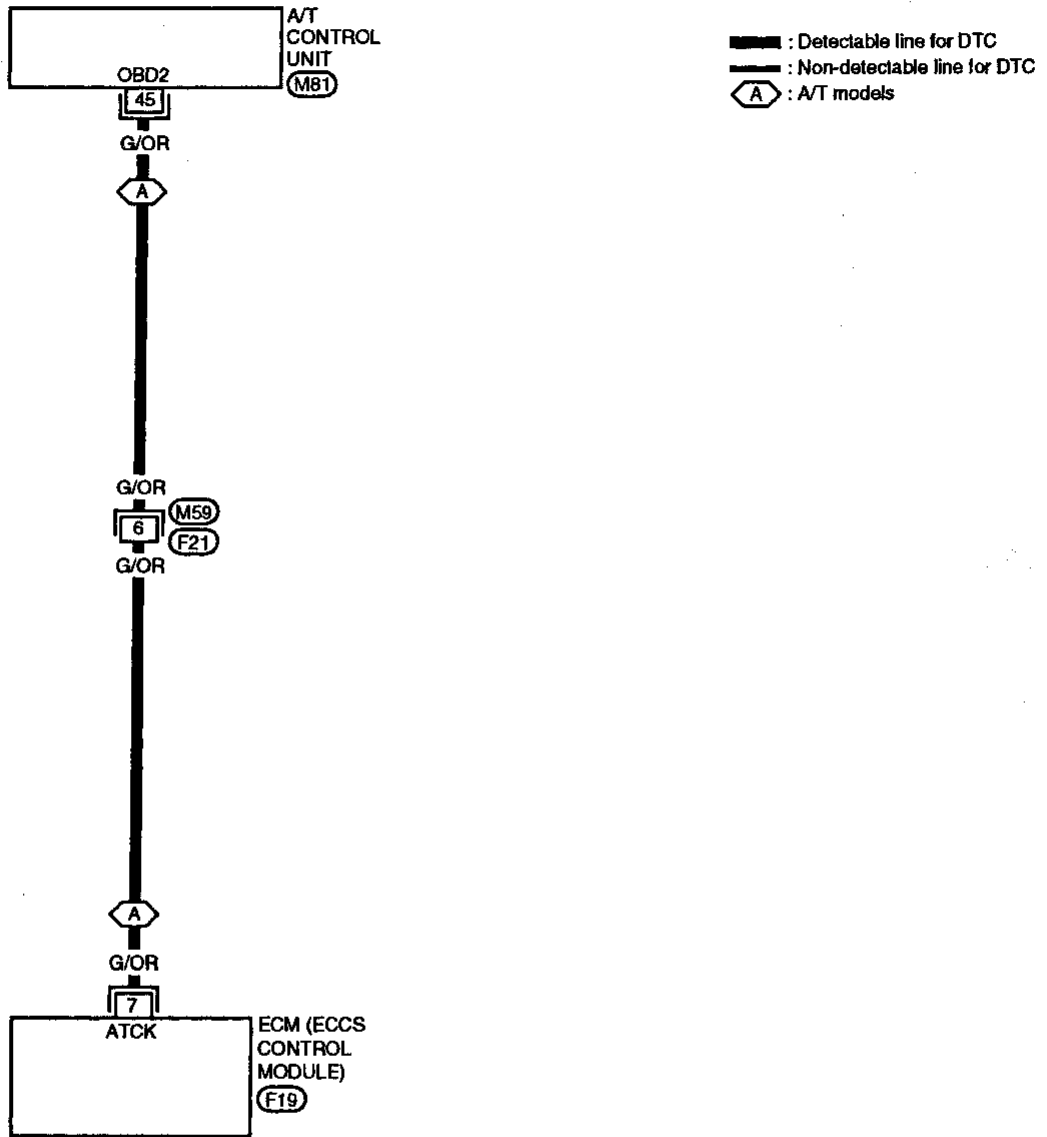 A/T
CONTROL
UNIT
M81
OBD2
45
G/OR
A
G/OR
6
M59
F21
G/OR
A
G/OR
7
ATCK
ECM (ECCS
CONTROL
MODULE)
F19
: Detectable line for DTC
: Non-detectable line for DTC
A : A/T models